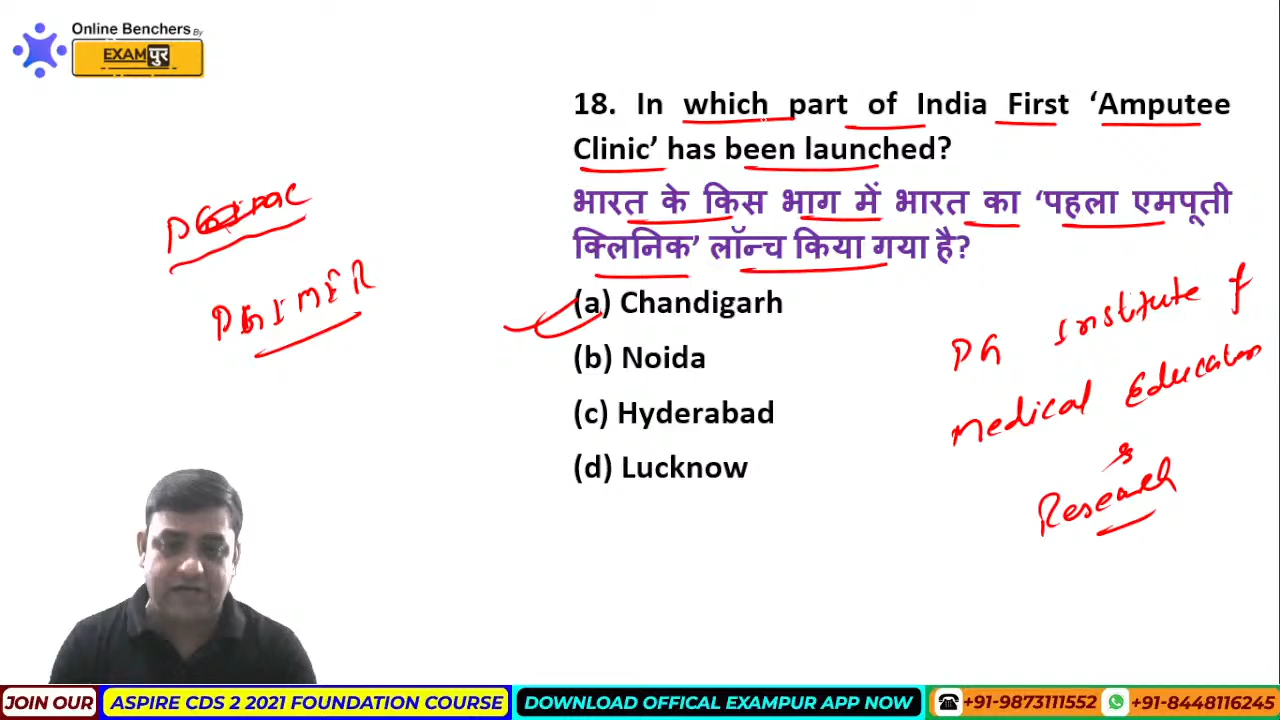 Online Benchers By
EXAMपुर
18. In which part of India First ‘Amputee
Clinic’ has been launched?
भारत के किस भाग में भारत का ‘पहला एमपूती
क्लिनिक’ लॉन्च किया गया है?
(a) Chandigarh
(b) Noida
(c) Hyderabad
(d) Lucknow
PGIMER
PG Institute of
Medical Education
&
Research
JOIN OUR ASPIRE CDS 2 2021 FOUNDATION COURSE DOWNLOAD OFFICAL EXAMPUR APP NOW +91-9873111552 +91-8448116245